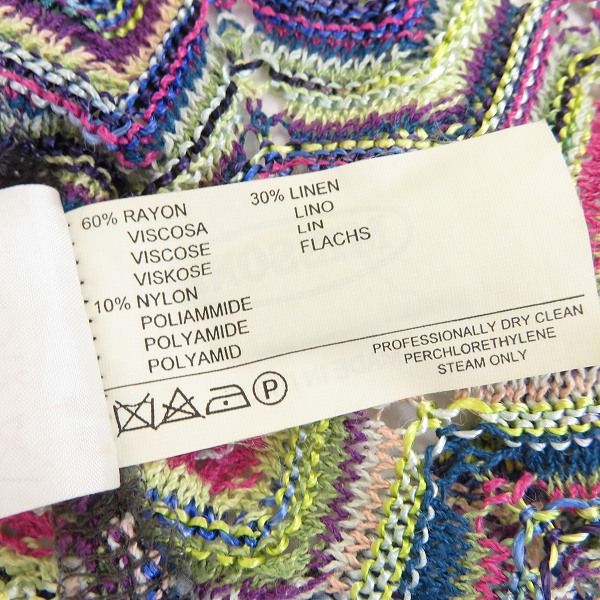 60% RAYON
VISCOSA
VISCOSE
VISKOSE
10% NYLON
POLIAMMIDE
POLYAMIDE
POLYAMID
30% LINEN
LINO
LIN
FLACHS
PROFESSIONALLY DRY CLEAN
PERCHLORETHYLENE
STEAM ONLY
P